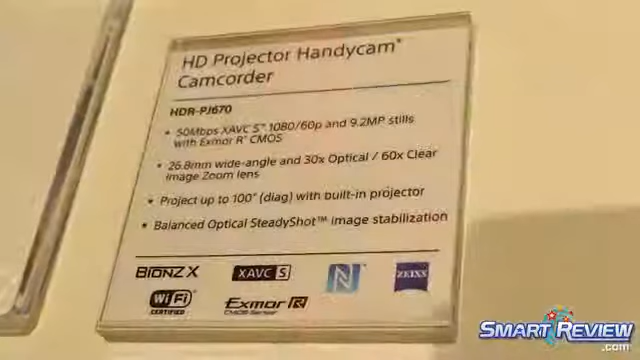 HD Projector Handycam®
Camcorder
HDR-PJ670
• 50Mbps XAVC S™ 1080/60p and 9.2MP stills
with Exmor R® CMOS
• 26.8mm wide-angle and 30x Optical / 60x Clear
Image Zoom lens
• Project up to 100" (diag) with built-in projector
• Balanced Optical SteadyShot™ image stabilization
BIONZ X XAVC S N ZEISS
Wi Fi CERTIFIED Exmor R
CMOS Sensor
SMART REVIEW
.com